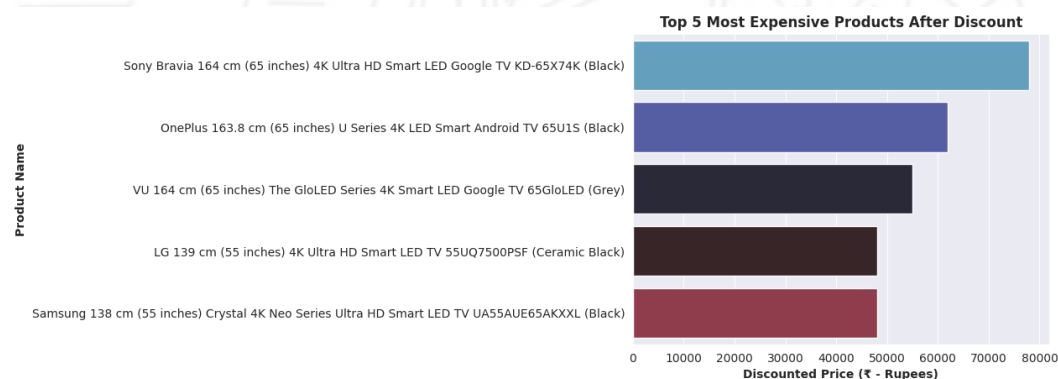 Top 5 Most Expensive Products After Discount
Product Name
Sony Bravia 164 cm (65 inches) 4K Ultra HD Smart LED Google TV KD-65X74K (Black)
OnePlus 163.8 cm (65 inches) U Series 4K LED Smart Android TV 65U1S (Black)
VU 164 cm (65 inches) The GloLED Series 4K Smart LED Google TV 65GloLED (Grey)
LG 139 cm (55 inches) 4K Ultra HD Smart LED TV 55UQ7500PSF (Ceramic Black)
Samsung 138 cm (55 inches) Crystal 4K Neo Series Ultra HD Smart LED TV UA55AUE65AKXXL (Black)
0 10000 20000 30000 40000 50000 60000 70000 80000
Discounted Price (₹ - Rupees)